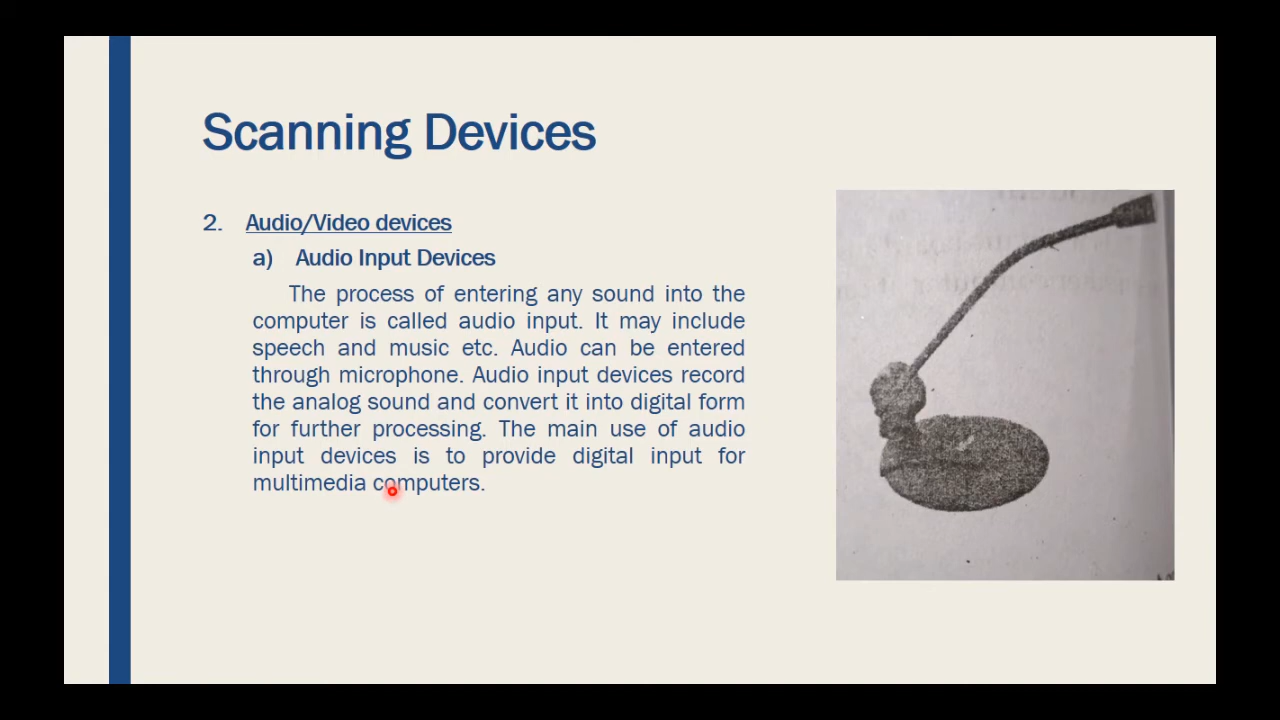 Scanning Devices
2. Audio/Video devices
a) Audio Input Devices
The process of entering any sound into the
computer is called audio input. It may include
speech and music etc. Audio can be entered
through microphone. Audio input devices record
the analog sound and convert it into digital form
for further processing. The main use of audio
input devices is to provide digital input for
multimedia computers.